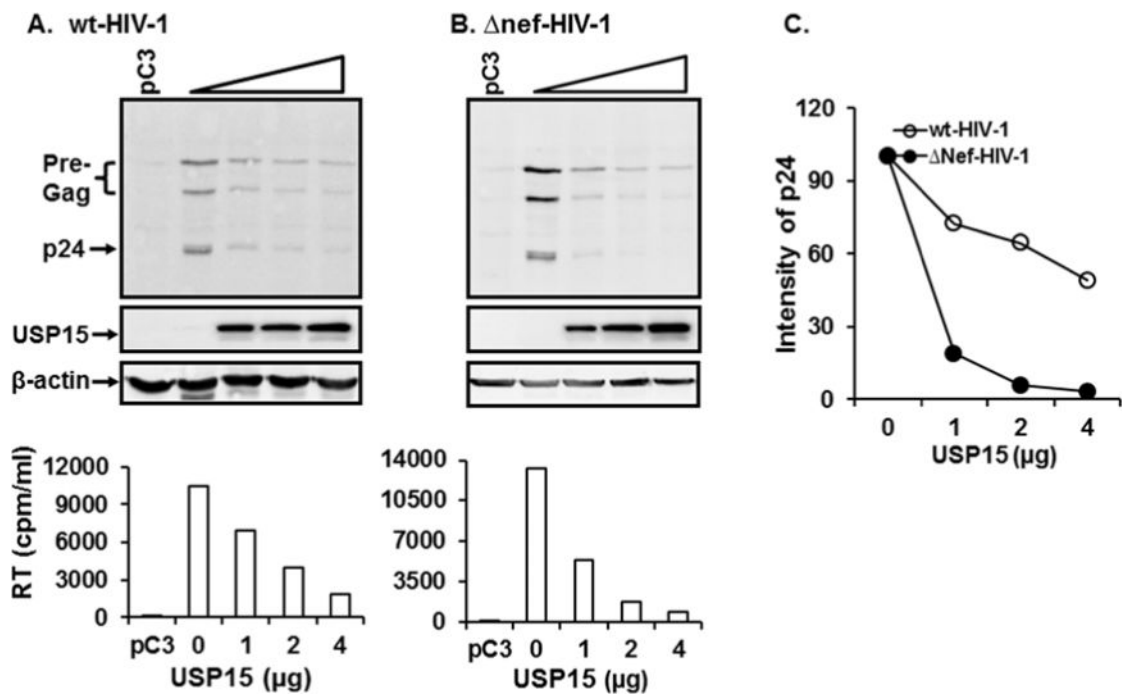 A. wt-HIV-1
B. Δnef-HIV-1
C.
pC3
Pre-
Gag
p24
USP15
β-actin
pC3
120
90
60
30
0
Intensity of p24
wt-HIV-1
ΔNef-HIV-1
0 1 2 4
USP15 (μg)
12000
9000
6000
3000
0
RT (cpm/ml)
pC3 0 1 2 4
USP15 (μg)
14000
10500
7000
3500
0
pC3 0 1 2 4
USP15 (μg)